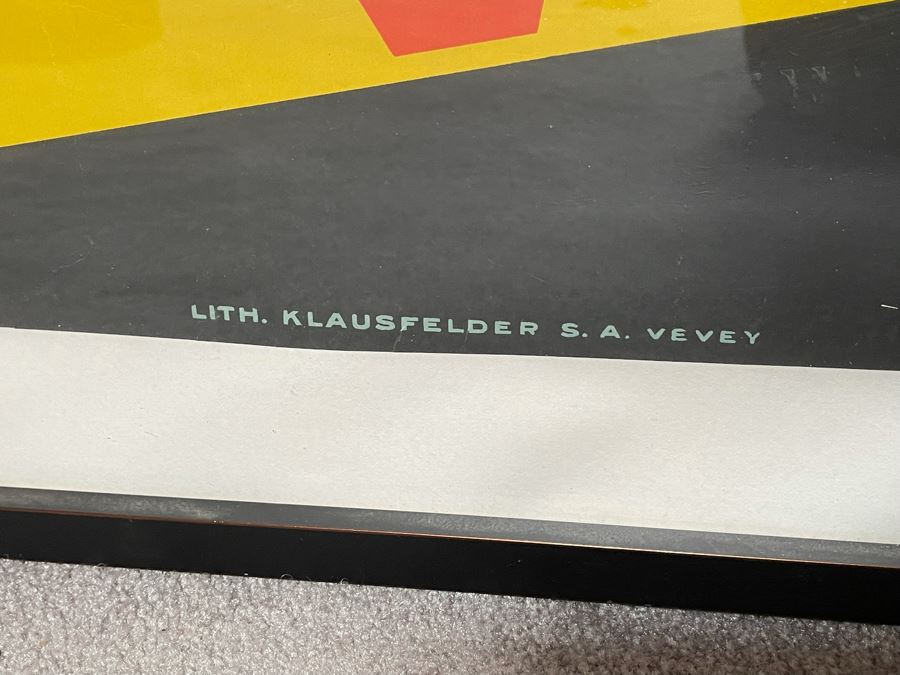 LITH. KLAUSFELDER S. A. VEVEY